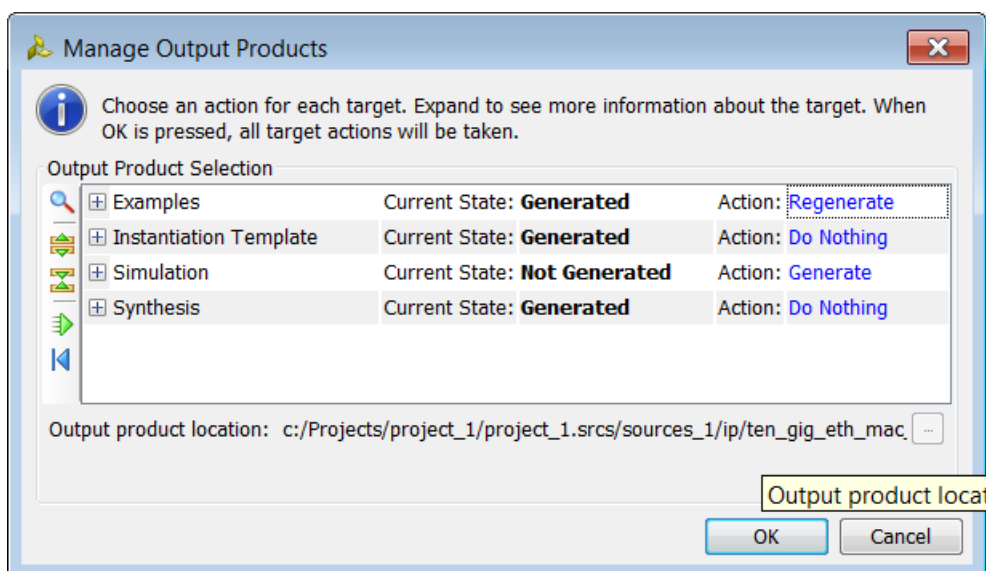 Manage Output Products
Choose an action for each target. Expand to see more information about the target. When
OK is pressed, all target actions will be taken.
Output Product Selection
Examples Current State: Generated Action: Regenerate
Instantiation Template Current State: Generated Action: Do Nothing
Simulation Current State: Not Generated Action: Generate
Synthesis Current State: Generated Action: Do Nothing
Output product location: c:/Projects/project_1/project_1.srcs/sources_1/ip/ten_gig_eth_mac_ ...
Output product locat
OK Cancel